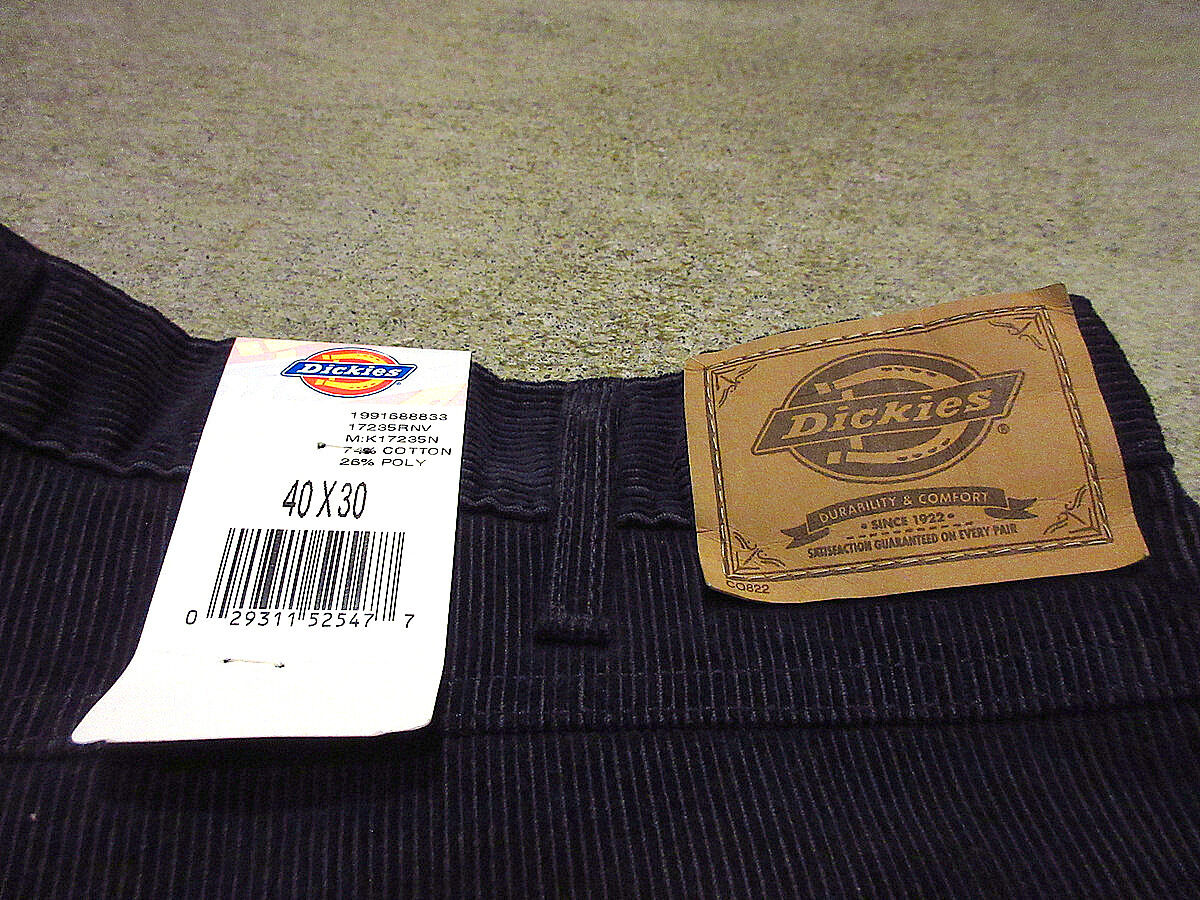 Dickies ®
1991588833
17235RNV
M:K17235N
74% COTTON
26% POLY
40 X 30
0 29311 52547 7
Dickies ®
DURABILITY & COMFORT
• SINCE 1922 •
SATISFACTION GUARANTEED ON EVERY PAIR
CO822